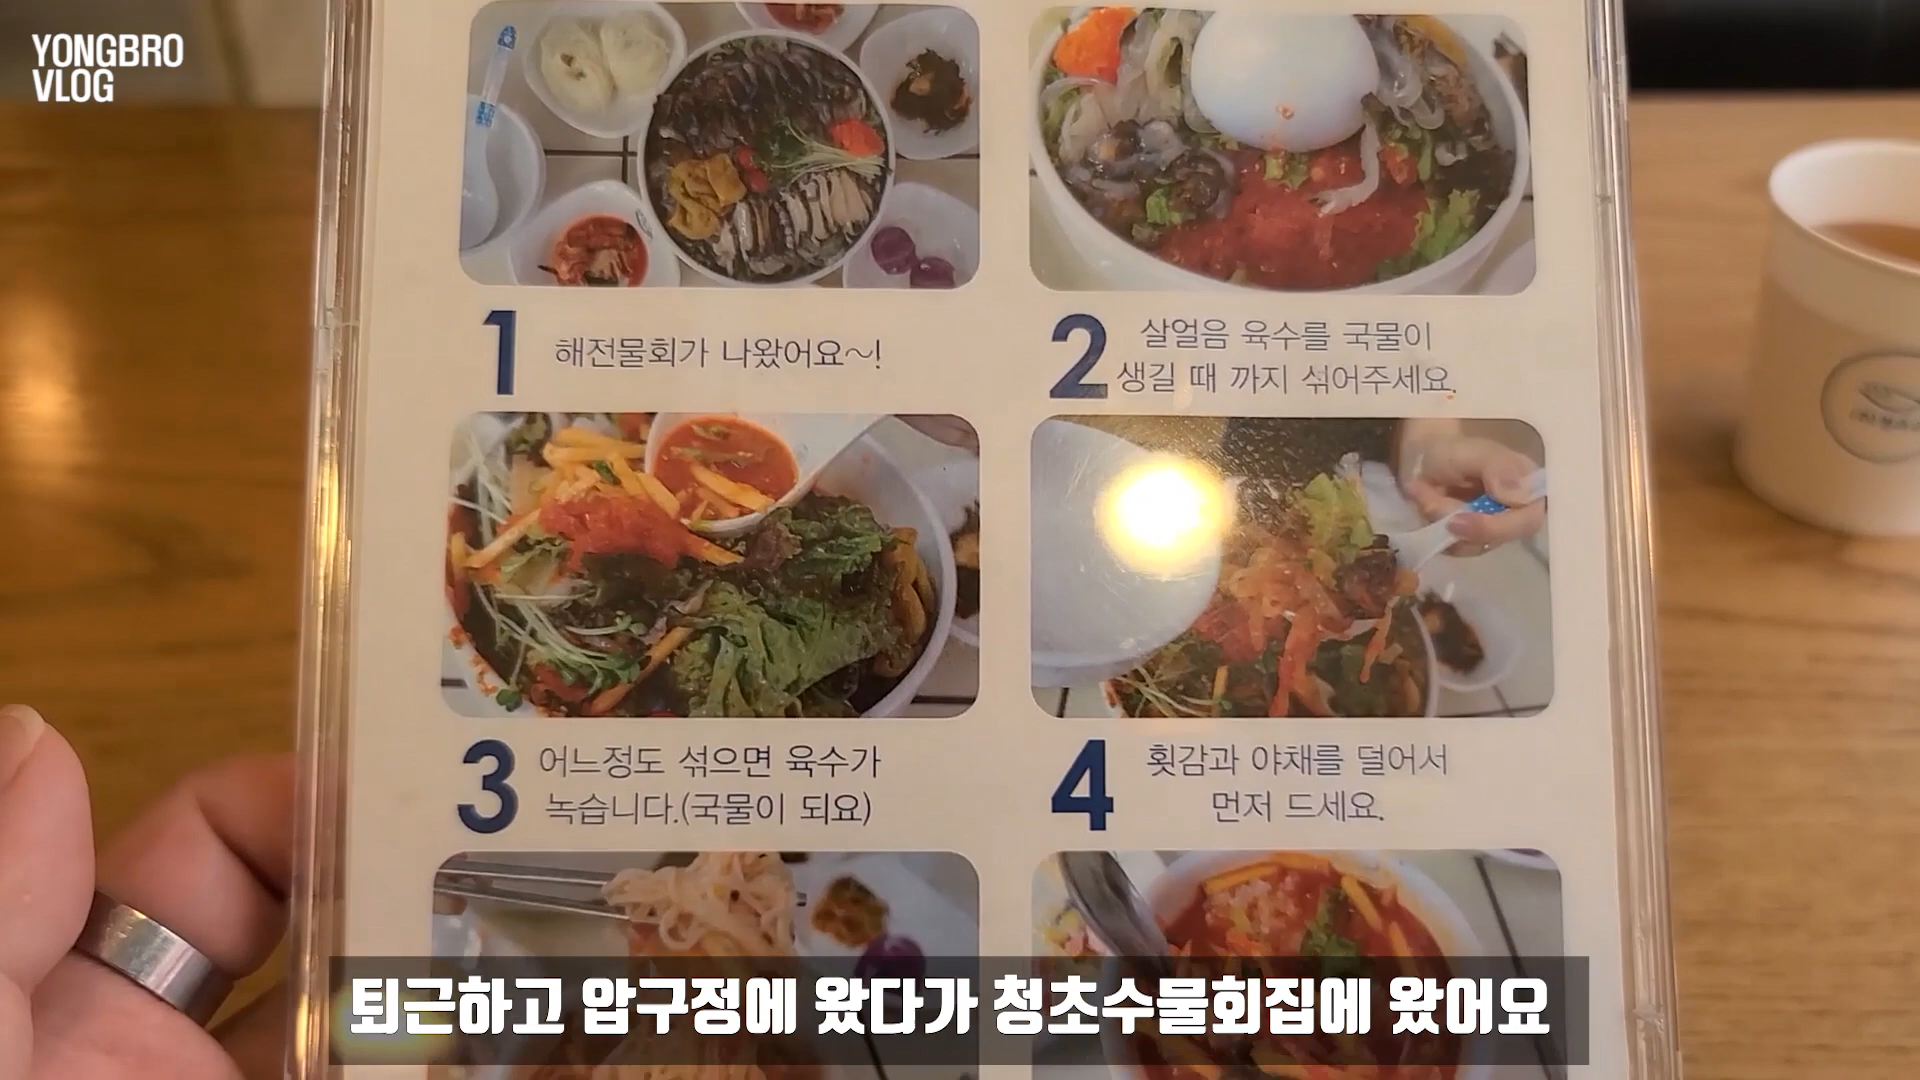 YONGBRO
VLOG
1
해전물회가 나왔어요~!
2
살얼음 육수를 국물이
생길 때 까지 섞어주세요.
3
어느정도 섞으면 육수가
녹습니다.(국물이 되요)
4
횟감과 야채를 덜어서
먼저 드세요.
퇴근하고 압구정에 왔다가 청초수물회집에 왔어요